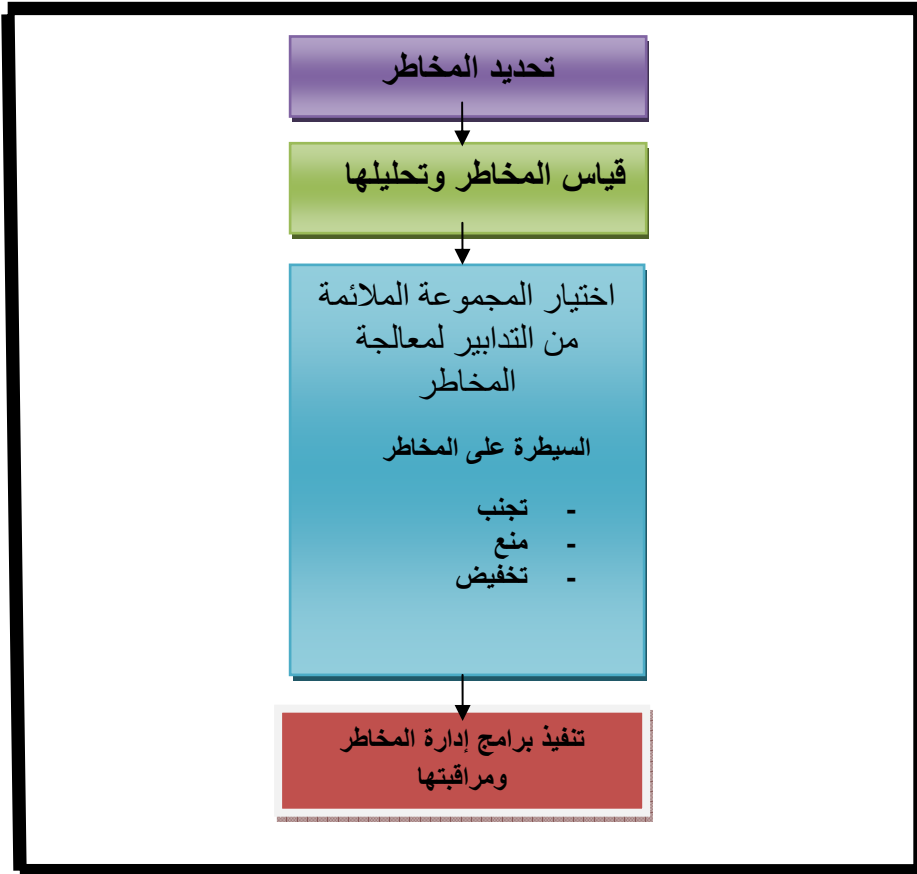 تحديد المخاطر
قياس المخاطر وتحليلها
اختيار المجموعة الملائمة
من التدابير لمعالجة
المخاطر
السيطرة على المخاطر
- تجنب
- منع
- تخفيض
تنفيذ برامج إدارة المخاطر
ومراقبتها